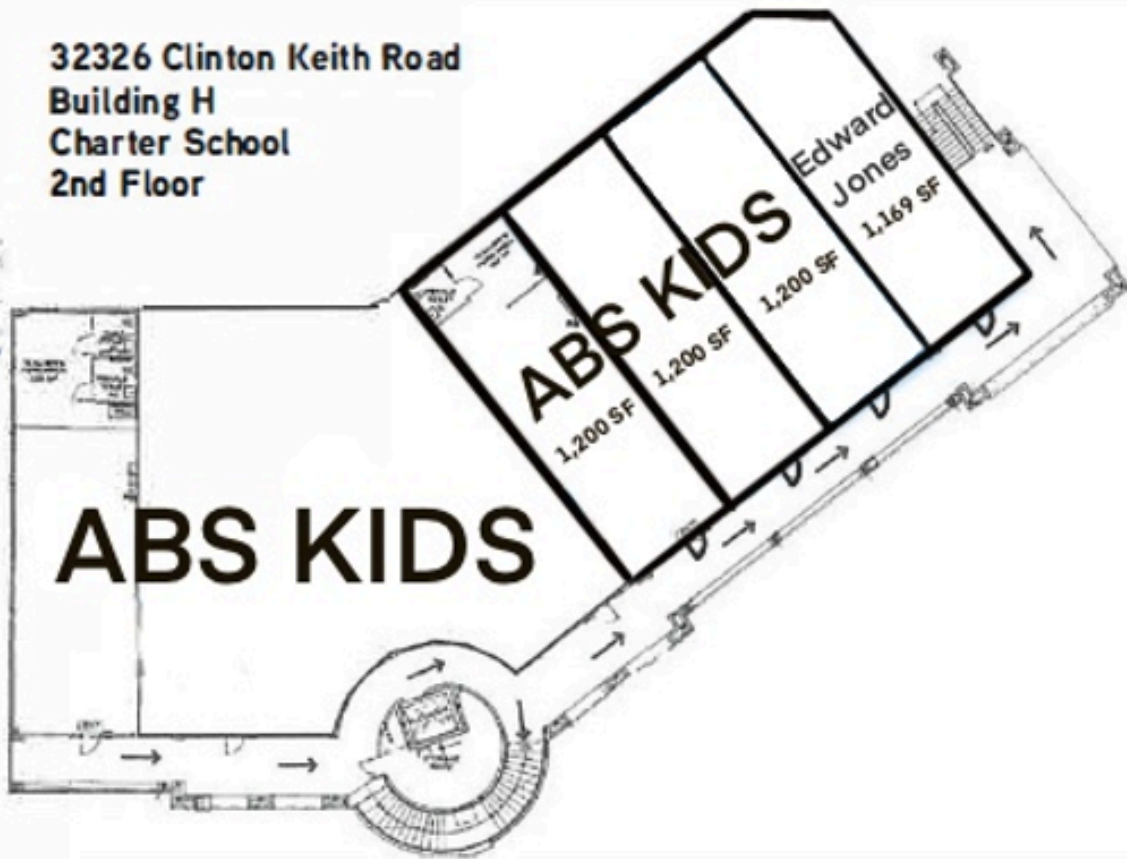 32326 Clinton Keith Road
Building H
Charter School
2nd Floor
Edward
Jones
1,169 SF
ABS KIDS
1,200 SF
1,200 SF
1,200 SF
ABS KIDS